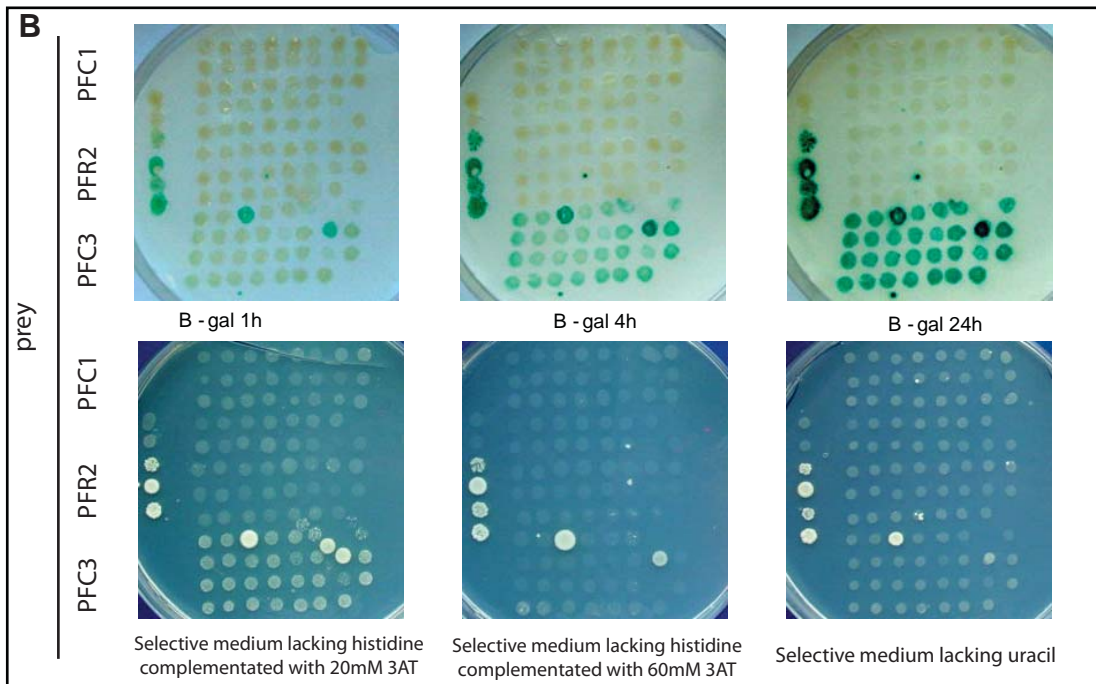 B
prey
PFC1
PFR2
PFC3
B - gal 1h
B - gal 4h
B - gal 24h
PFC1
PFR2
PFC3
Selective medium lacking histidine
complementated with 20mM 3AT
Selective medium lacking histidine
complementated with 60mM 3AT
Selective medium lacking uracil